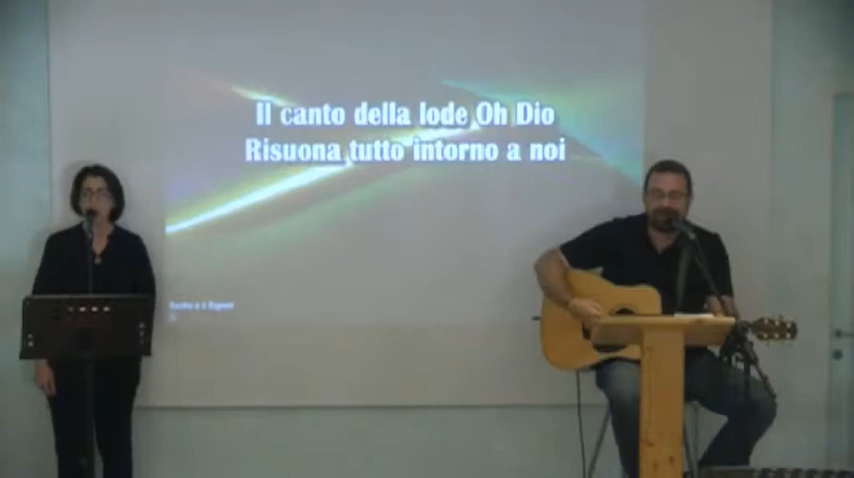 Il canto della lode Oh Dio
Risuona tutto intorno a noi